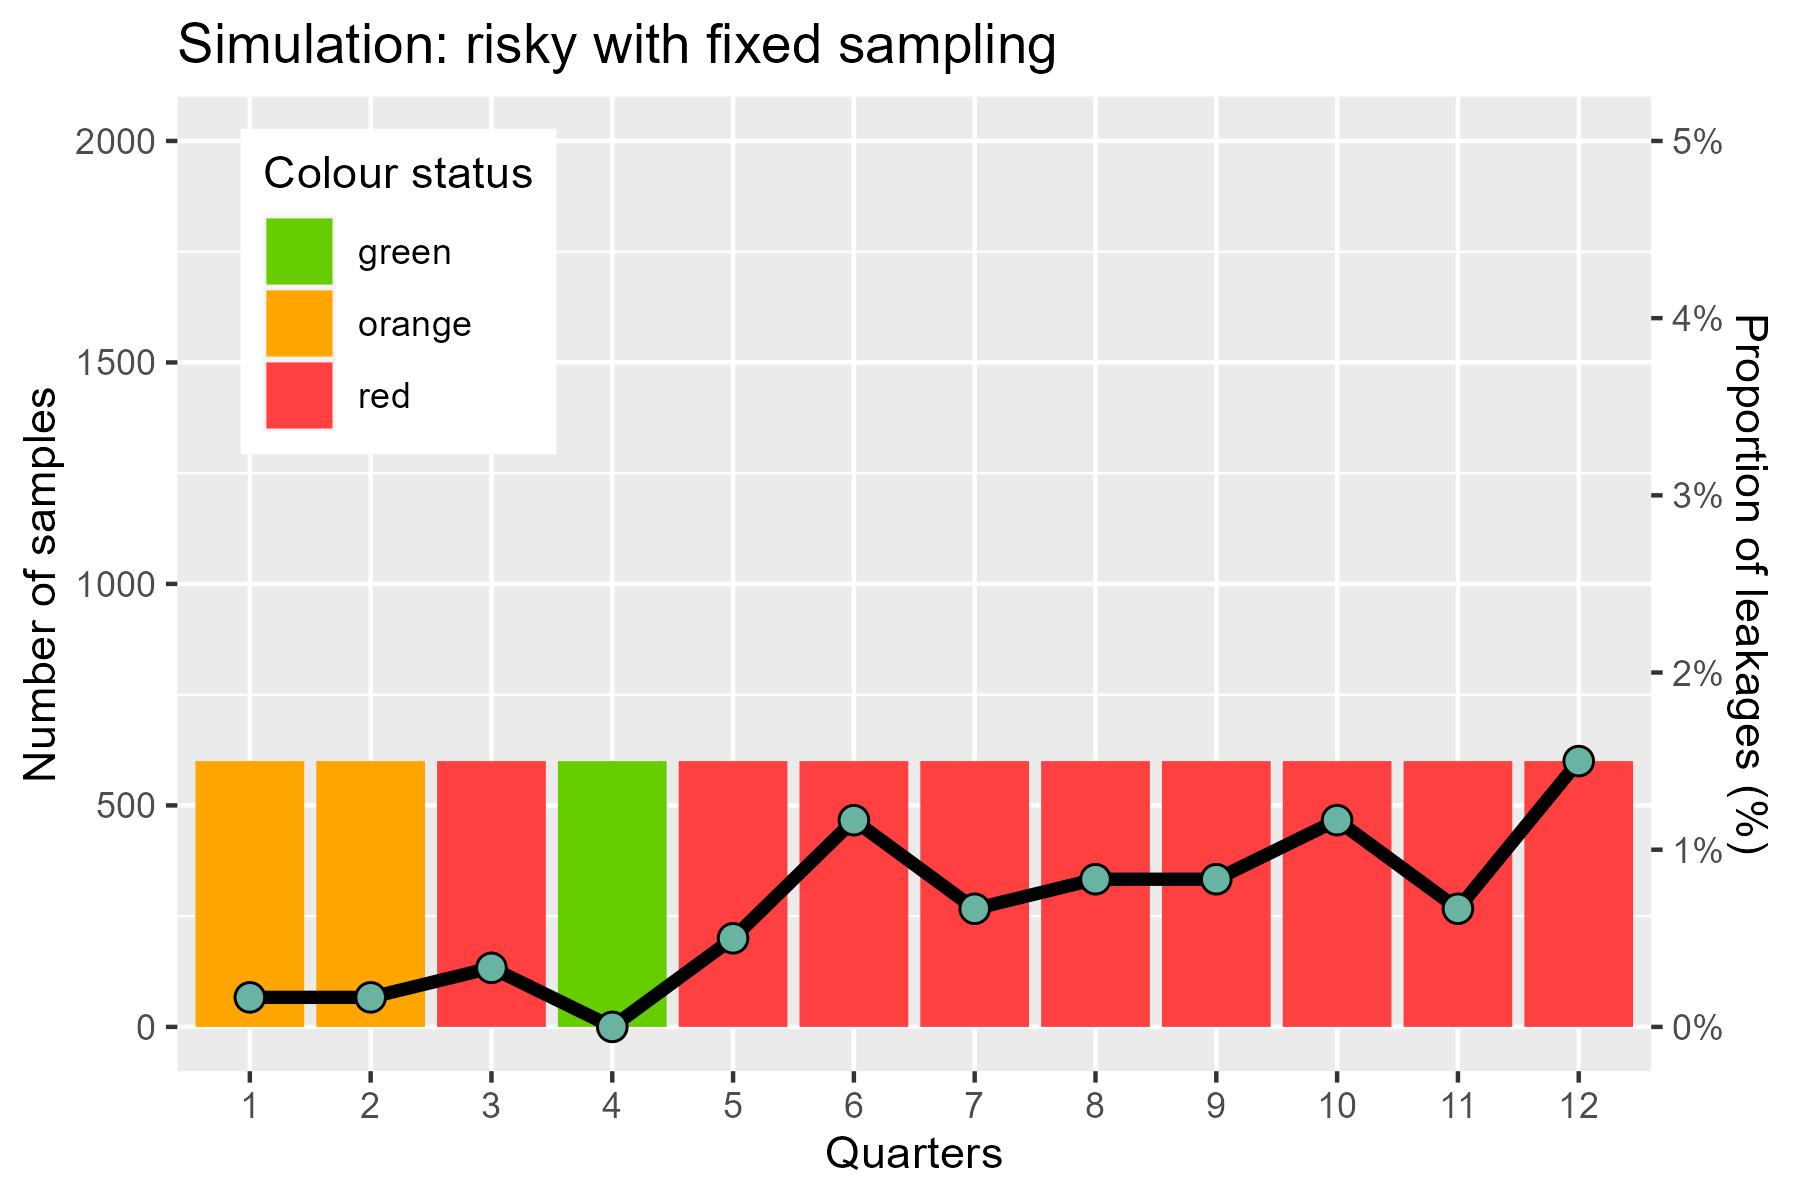 Simulation: risky with fixed sampling
Colour status
green
orange
red
Number of samples
2000
1500
1000
500
0
Proportion of leakages (%)
5%
4%
3%
2%
1%
0%
1 2 3 4 5 6 7 8 9 10 11 12
Quarters